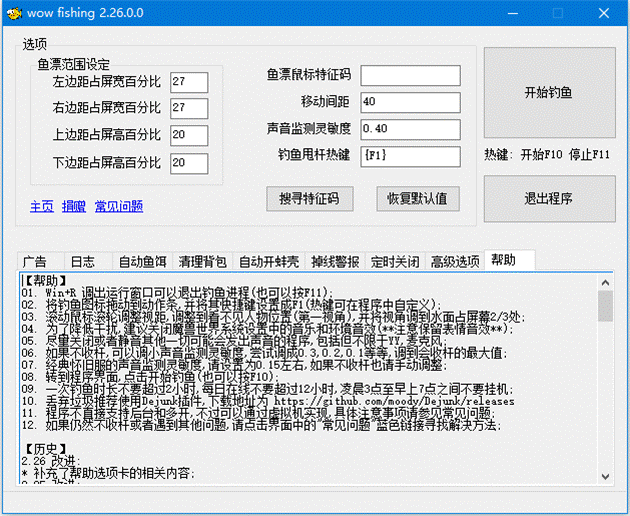 wow fishing 2.26.0.0
选项
鱼漂范围设定
左边距占屏宽百分比 27
右边距占屏宽百分比 27
上边距占屏高百分比 20
下边距占屏高百分比 20
鱼漂鼠标特征码
移动间距 40
声音监测灵敏度 0.40
钓鱼甩杆热键 {F1}
主页 捐赠 常见问题
搜寻特征码 恢复默认值
开始钓鱼
热键: 开始F10 停止F11
退出程序
广告 日志 自动鱼饵 清理背包 自动开蚌壳 掉线警报 定时关闭 高级选项 帮助
【帮助】
01. Win+R 调出运行窗口可以退出钓鱼进程(也可以按F11);
02. 将钓鱼图标拖动到动作条,并将其快捷键设置成F1(热键可在程序中自定义);
03. 滚动鼠标滚轮调整视距,调整到看不见人物位置(第一视角),并将视角调到水面占屏幕2/3处;
04. 为了降低干扰,建议关闭魔兽世界系统设置中的音乐和环境音效(**注意保留表情音效**);
05. 尽量关闭或者静音其他一切可能会发出声音的程序,包括但不限于YY,麦克风;
06. 如果不收杆,可以调小声音监测灵敏度,尝试调成0.3,0.2,0.1等等,调到会收杆的最大值;
07. 经典怀旧服的声音监测灵敏度,请设置为0.15左右,如果不收杆也请手动调整;
08. 转到程序界面,点击开始钓鱼(也可以按F10);
09. 一次钓鱼时长不要超过2小时,每日在线不要超过12小时,凌晨3点至早上7点之间不要挂机;
10. 丢弃垃圾推荐使用Dejunk插件,下载地址为 https://github.com/moody/Dejunk/releases
11. 程序不直接支持后台和多开,不过可以通过虚拟机实现,具体注意事项请参见常见问题;
12. 如果仍然不收杆或者遇到其他问题,请点击界面中的"常见问题"蓝色链接寻找解决方法;
【历史】
2.26 改进:
* 补充了帮助选项卡的相关内容;
2.25 改进: